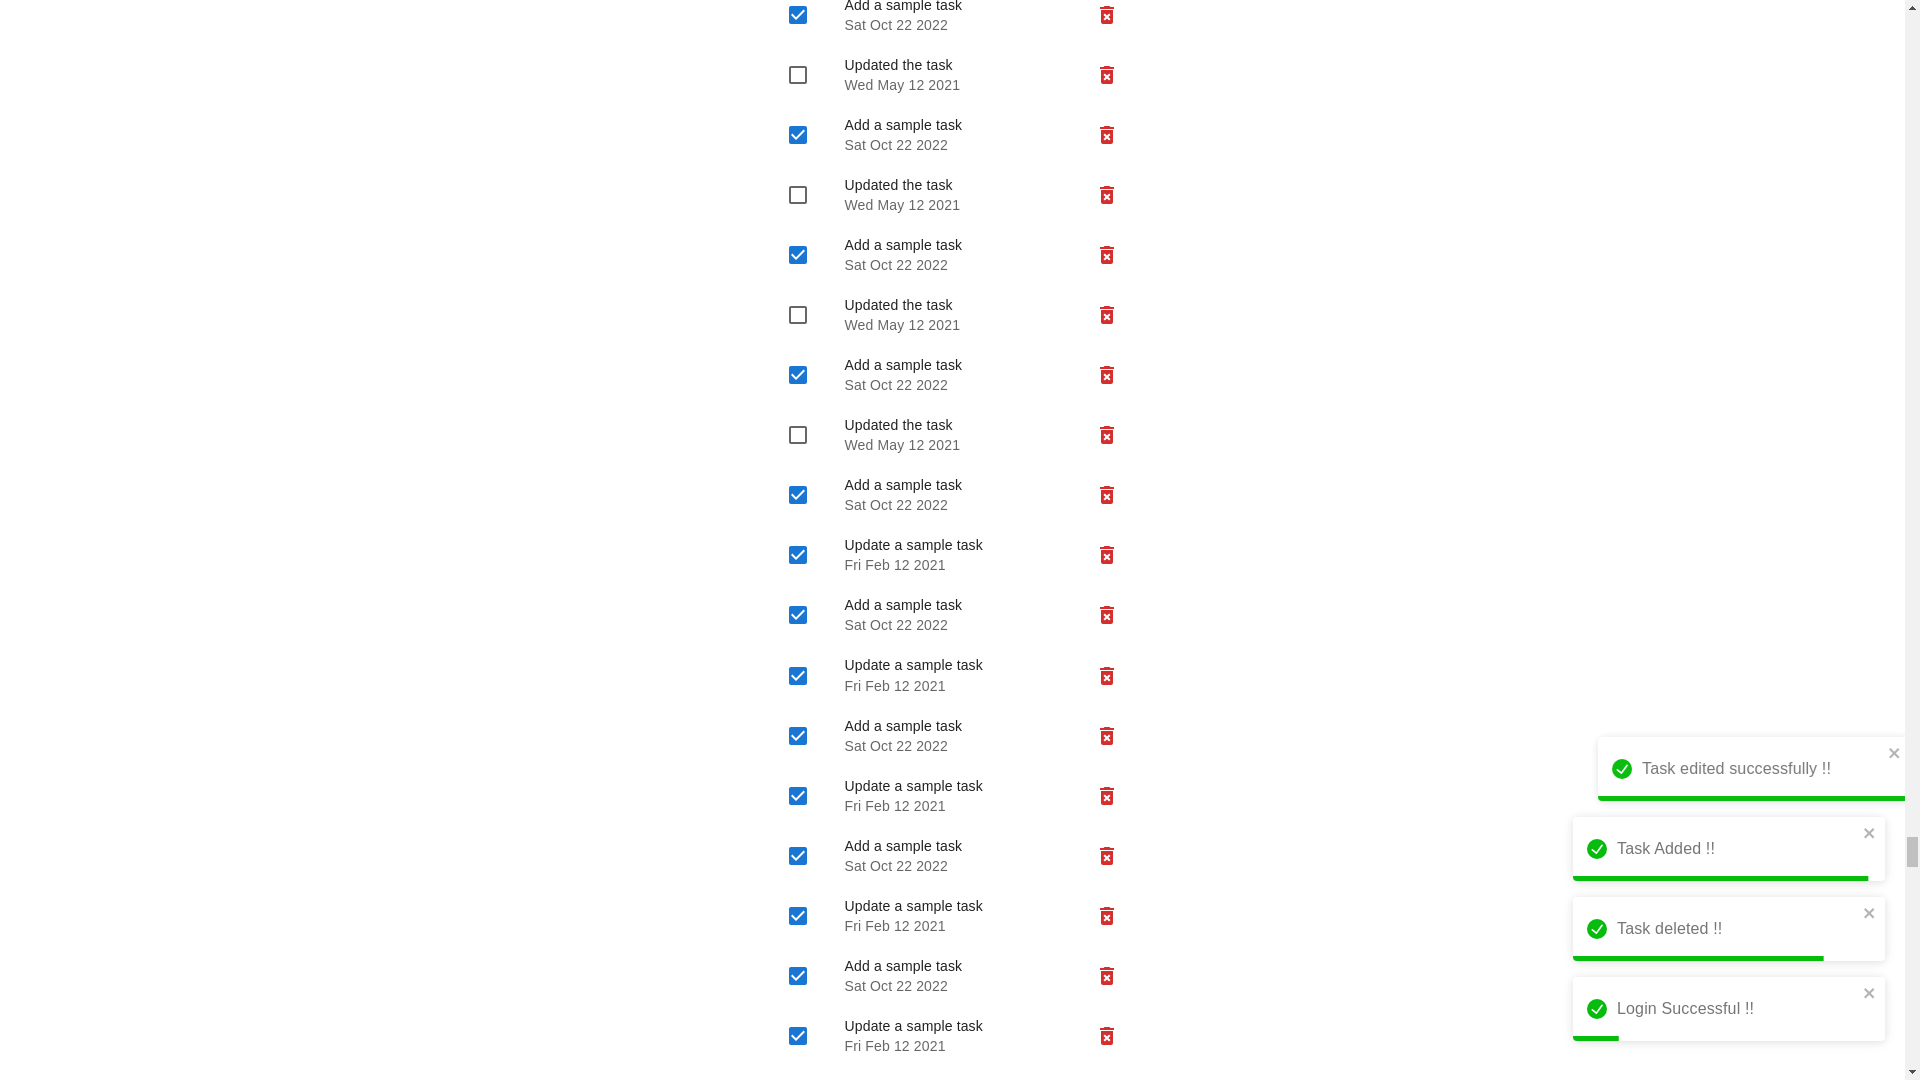 Add a sample task
Sat Oct 22 2022
Updated the task
Wed May 12 2021
Add a sample task
Sat Oct 22 2022
Updated the task
Wed May 12 2021
Add a sample task
Sat Oct 22 2022
Updated the task
Wed May 12 2021
Add a sample task
Sat Oct 22 2022
Updated the task
Wed May 12 2021
Add a sample task
Sat Oct 22 2022
Update a sample task
Fri Feb 12 2021
Add a sample task
Sat Oct 22 2022
Update a sample task
Fri Feb 12 2021
Add a sample task
Sat Oct 22 2022
Update a sample task
Fri Feb 12 2021
Add a sample task
Sat Oct 22 2022
Update a sample task
Fri Feb 12 2021
Add a sample task
Sat Oct 22 2022
Update a sample task
Fri Feb 12 2021
Task edited successfully !!
Task Added !!
Task deleted !!
Login Successful !!